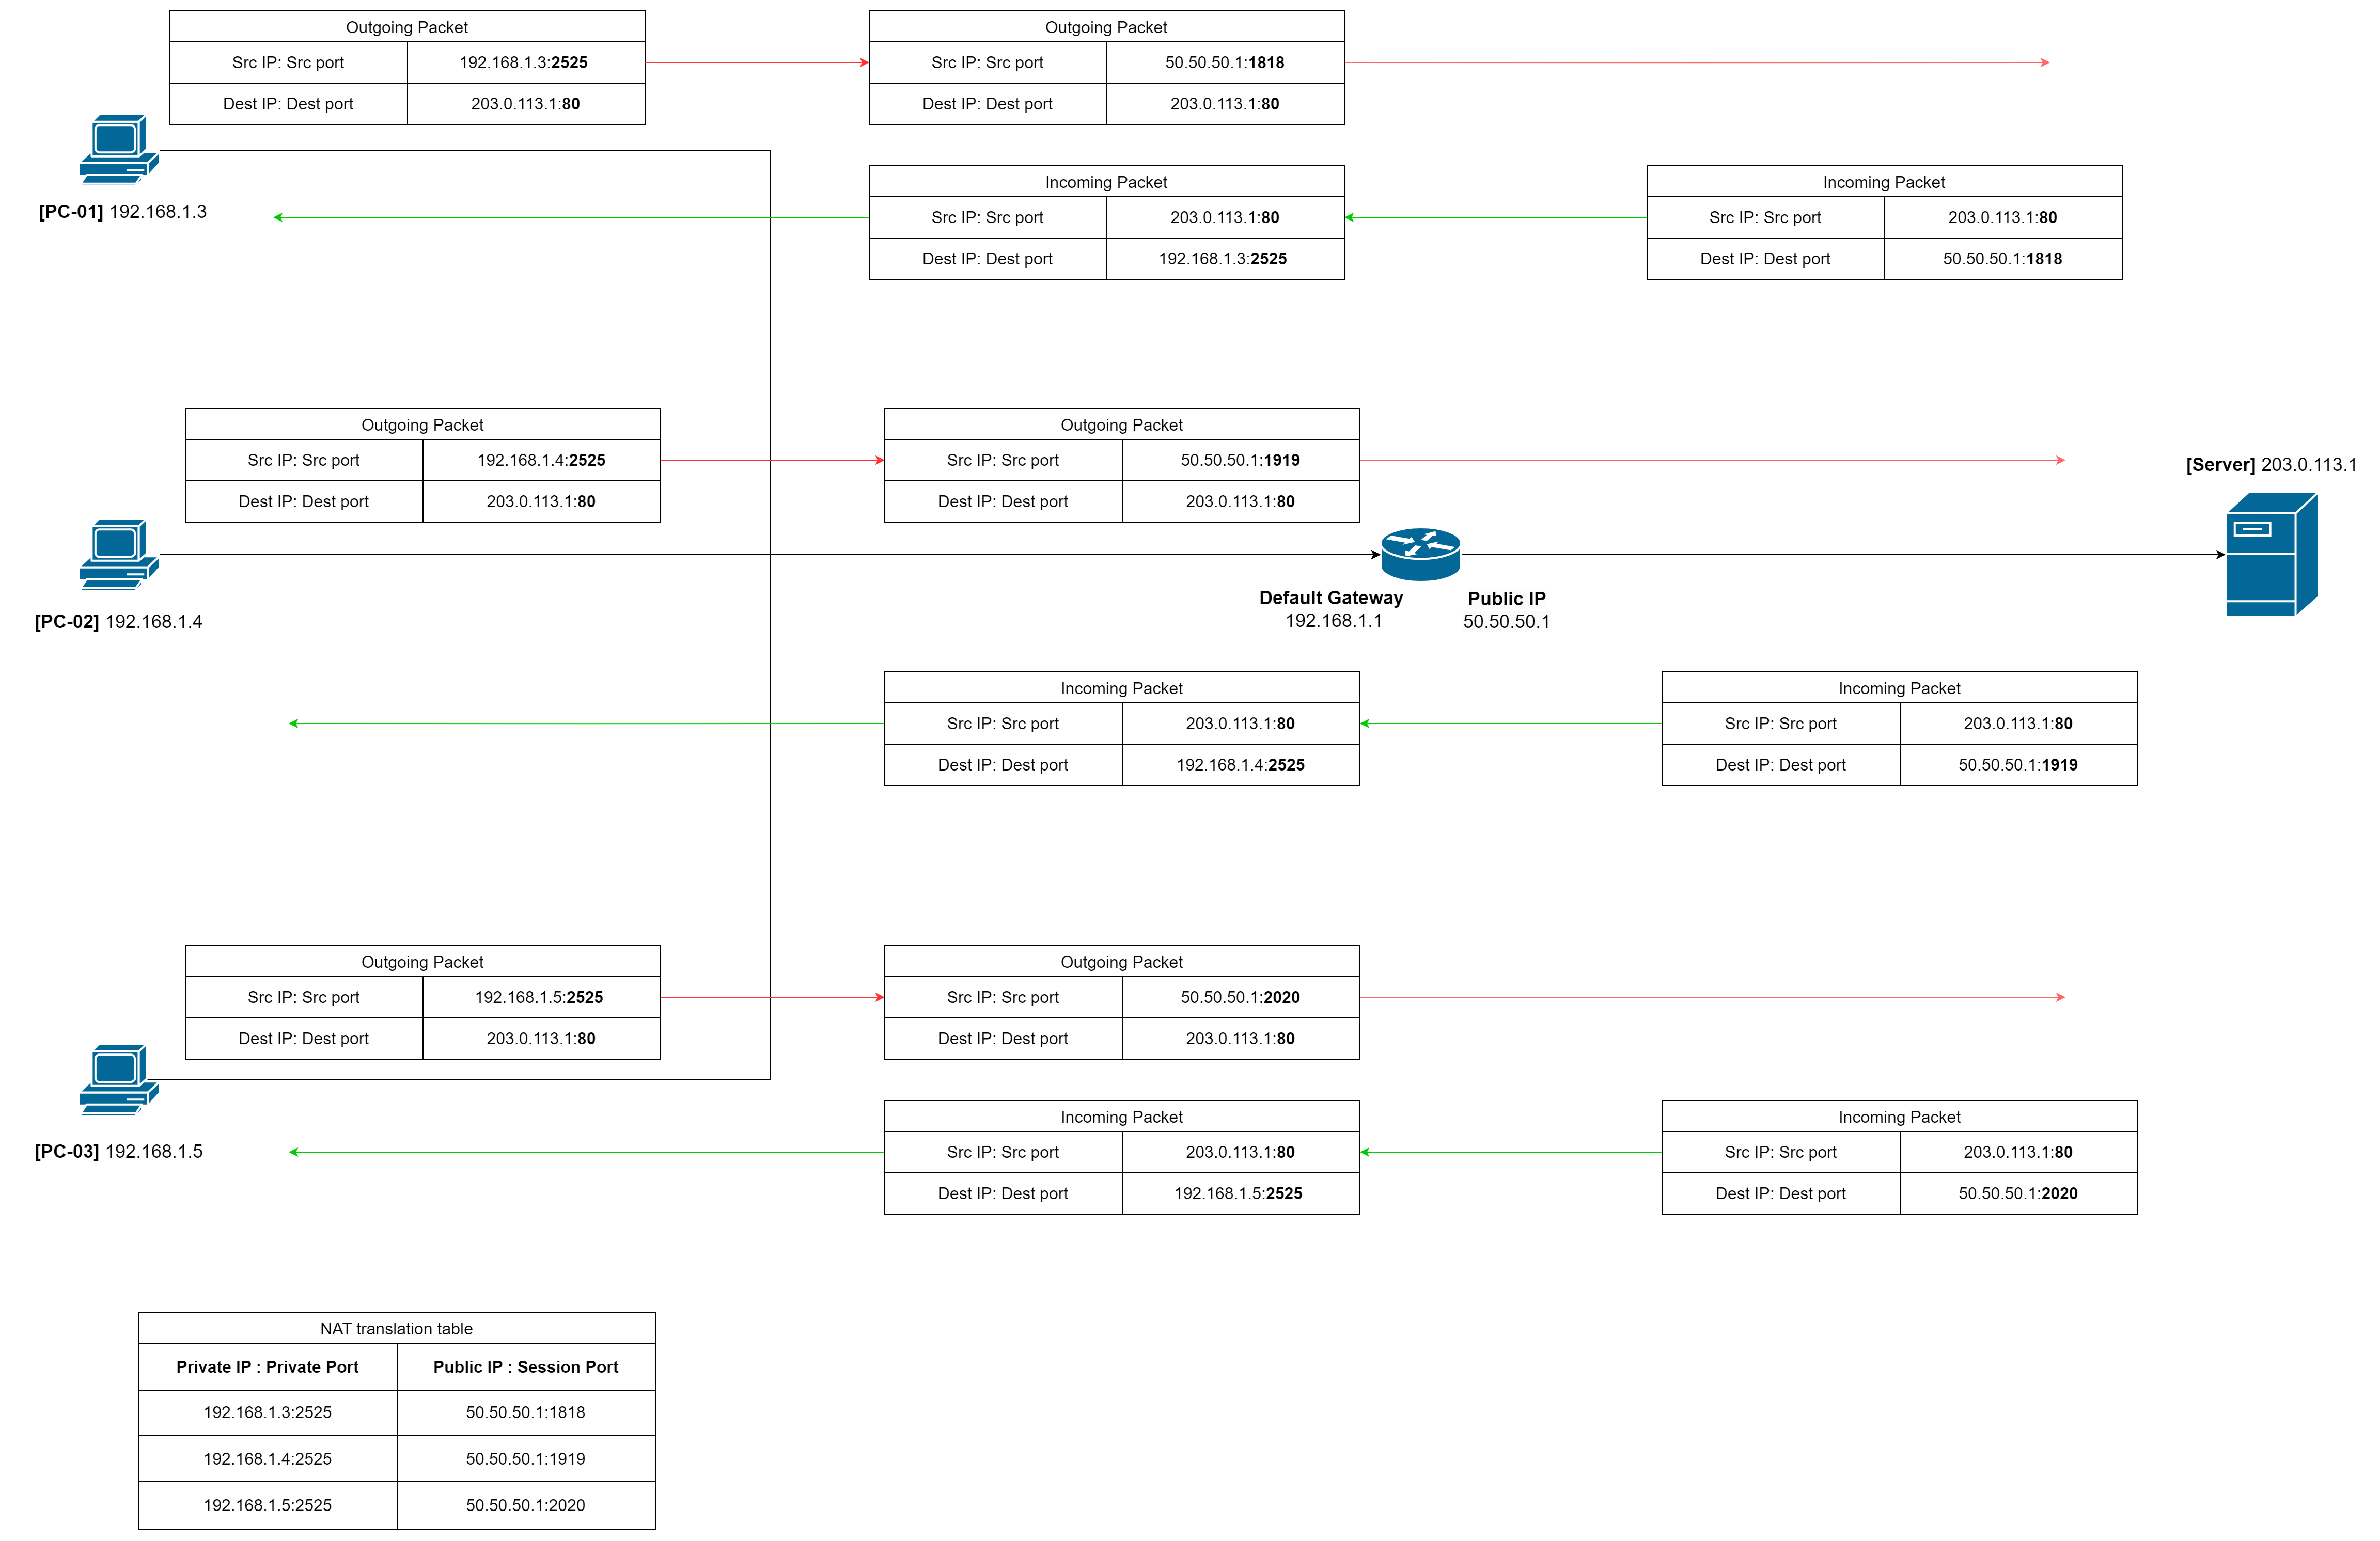 Outgoing Packet
Src IP: Src port 192.168.1.3:2525
Dest IP: Dest port 203.0.113.1:80
Outgoing Packet
Src IP: Src port 50.50.50.1:1818
Dest IP: Dest port 203.0.113.1:80
[PC-01] 192.168.1.3
Incoming Packet
Src IP: Src port 203.0.113.1:80
Dest IP: Dest port 192.168.1.3:2525
Incoming Packet
Src IP: Src port 203.0.113.1:80
Dest IP: Dest port 50.50.50.1:1818
Outgoing Packet
Src IP: Src port 192.168.1.4:2525
Dest IP: Dest port 203.0.113.1:80
Outgoing Packet
Src IP: Src port 50.50.50.1:1919
Dest IP: Dest port 203.0.113.1:80
[Server] 203.0.113.1
[PC-02] 192.168.1.4
Default Gateway
192.168.1.1
Public IP
50.50.50.1
Incoming Packet
Src IP: Src port 203.0.113.1:80
Dest IP: Dest port 192.168.1.4:2525
Incoming Packet
Src IP: Src port 203.0.113.1:80
Dest IP: Dest port 50.50.50.1:1919
Outgoing Packet
Src IP: Src port 192.168.1.5:2525
Dest IP: Dest port 203.0.113.1:80
Outgoing Packet
Src IP: Src port 50.50.50.1:2020
Dest IP: Dest port 203.0.113.1:80
[PC-03] 192.168.1.5
Incoming Packet
Src IP: Src port 203.0.113.1:80
Dest IP: Dest port 192.168.1.5:2525
Incoming Packet
Src IP: Src port 203.0.113.1:80
Dest IP: Dest port 50.50.50.1:2020
NAT translation table
Private IP : Private Port Public IP : Session Port
192.168.1.3:2525 50.50.50.1:1818
192.168.1.4:2525 50.50.50.1:1919
192.168.1.5:2525 50.50.50.1:2020